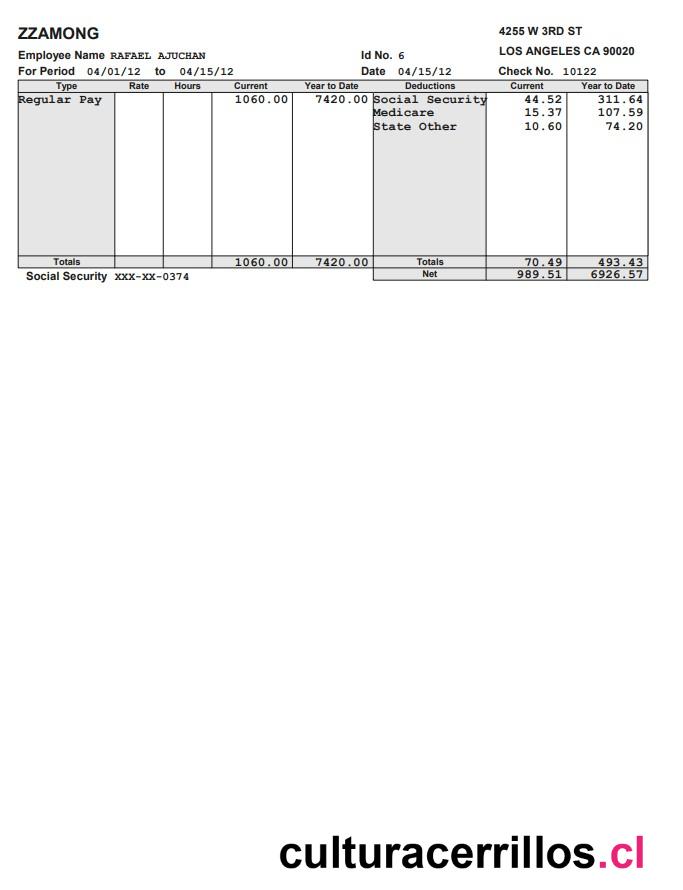 ZZAMONG 4255 W 3RD ST
LOS ANGELES CA 90020
Employee Name RAFAEL AJUCHAN Id No. 6
For Period 04/01/12 to 04/15/12 Date 04/15/12 Check No. 10122
Type Rate Hours Current Year to Date Deductions Current Year to Date
Regular Pay 1060.00 7420.00 Social Security 44.52 311.64
Medicare 15.37 107.59
State Other 10.60 74.20
Totals 1060.00 7420.00 Totals 70.49 493.43
Social Security XXX-XX-0374 Net 989.51 6926.57
culturacerrillos.cl